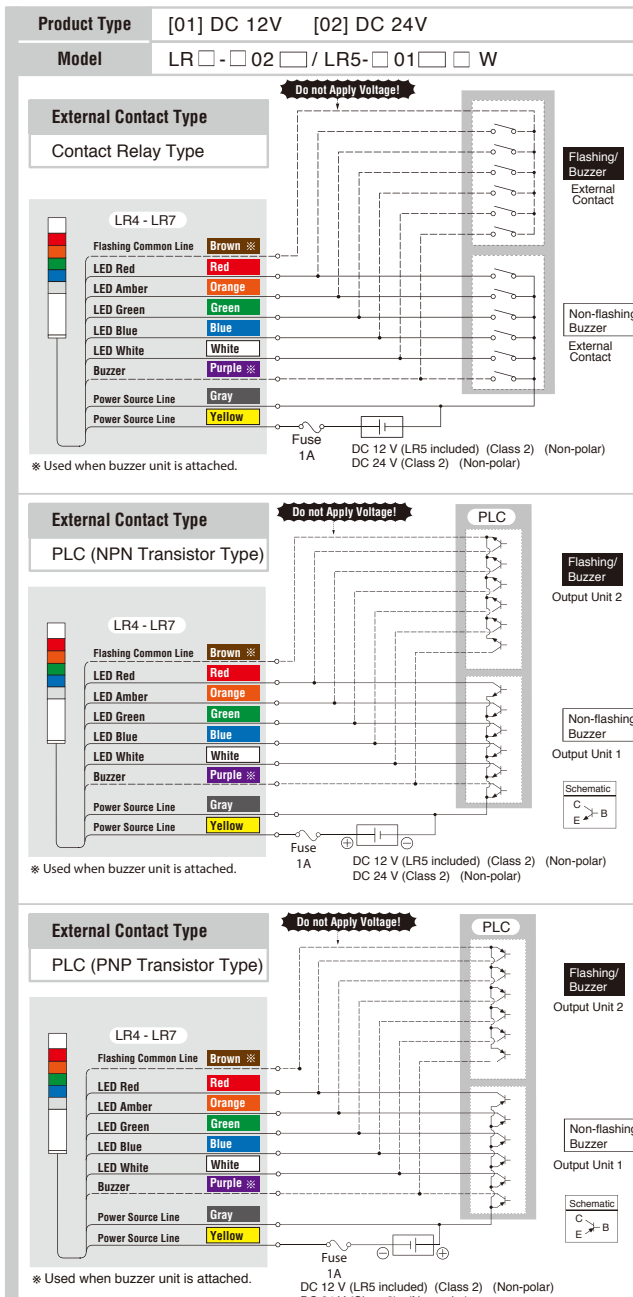 Product Type [01] DC 12V [02] DC 24V
Model LR □ - □ 02 □ / LR5- □ 01 □ □ W
Do not Apply Voltage!
External Contact Type
Contact Relay Type
Flashing/
Buzzer
External
Contact
LR4 - LR7
Flashing Common Line Brown ※
LED Red Red
LED Amber Orange
LED Green Green
LED Blue Blue
LED White White
Buzzer Purple ※
Power Source Line Gray
Power Source Line Yellow
Non-flashing
Buzzer
External
Contact
Fuse
1A
DC 12 V (LR5 included) (Class 2) (Non-polar)
DC 24 V (Class 2) (Non-polar)
※ Used when buzzer unit is attached.
Do not Apply Voltage!
PLC
External Contact Type
PLC (NPN Transistor Type)
Flashing/
Buzzer
Output Unit 2
LR4 - LR7
Flashing Common Line Brown ※
LED Red Red
LED Amber Orange
LED Green Green
LED Blue Blue
LED White White
Buzzer Purple ※
Power Source Line Gray
Power Source Line Yellow
Non-flashing
Buzzer
Output Unit 1
Schematic
C
B
E
Fuse
1A
⊕ ⊖
DC 12 V (LR5 included) (Class 2) (Non-polar)
DC 24 V (Class 2) (Non-polar)
※ Used when buzzer unit is attached.
Do not Apply Voltage!
PLC
External Contact Type
PLC (PNP Transistor Type)
Flashing/
Buzzer
Output Unit 2
LR4 - LR7
Flashing Common Line Brown ※
LED Red Red
LED Amber Orange
LED Green Green
LED Blue Blue
LED White White
Buzzer Purple ※
Power Source Line Gray
Power Source Line Yellow
Non-flashing
Buzzer
Output Unit 1
Schematic
C
B
E
Fuse
1A
⊖ ⊕
※ Used when buzzer unit is attached.
DC 12 V (LR5 included) (Class 2) (Non-polar)